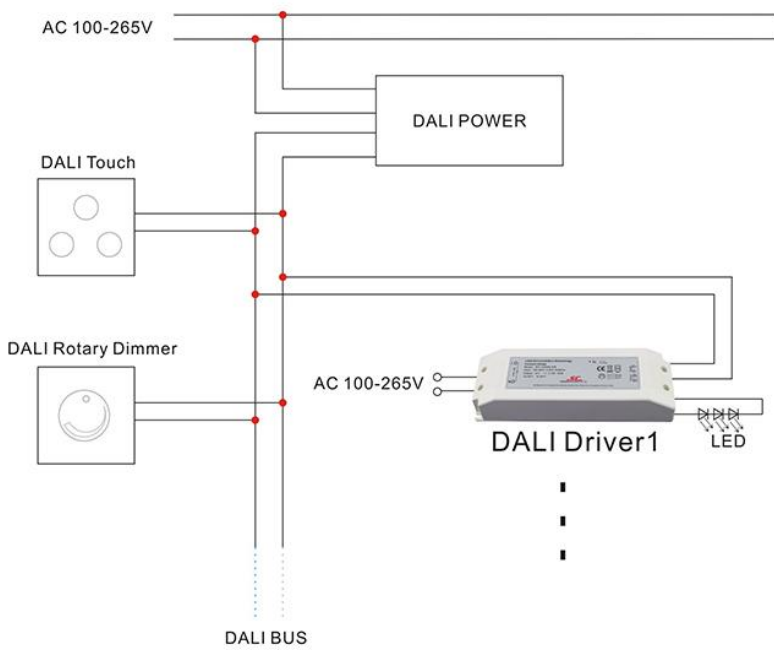 AC 100-265V
DALI POWER
DALI Touch
DALI Rotary Dimmer
AC 100-265V
DALI Driver1
LED
DALI BUS